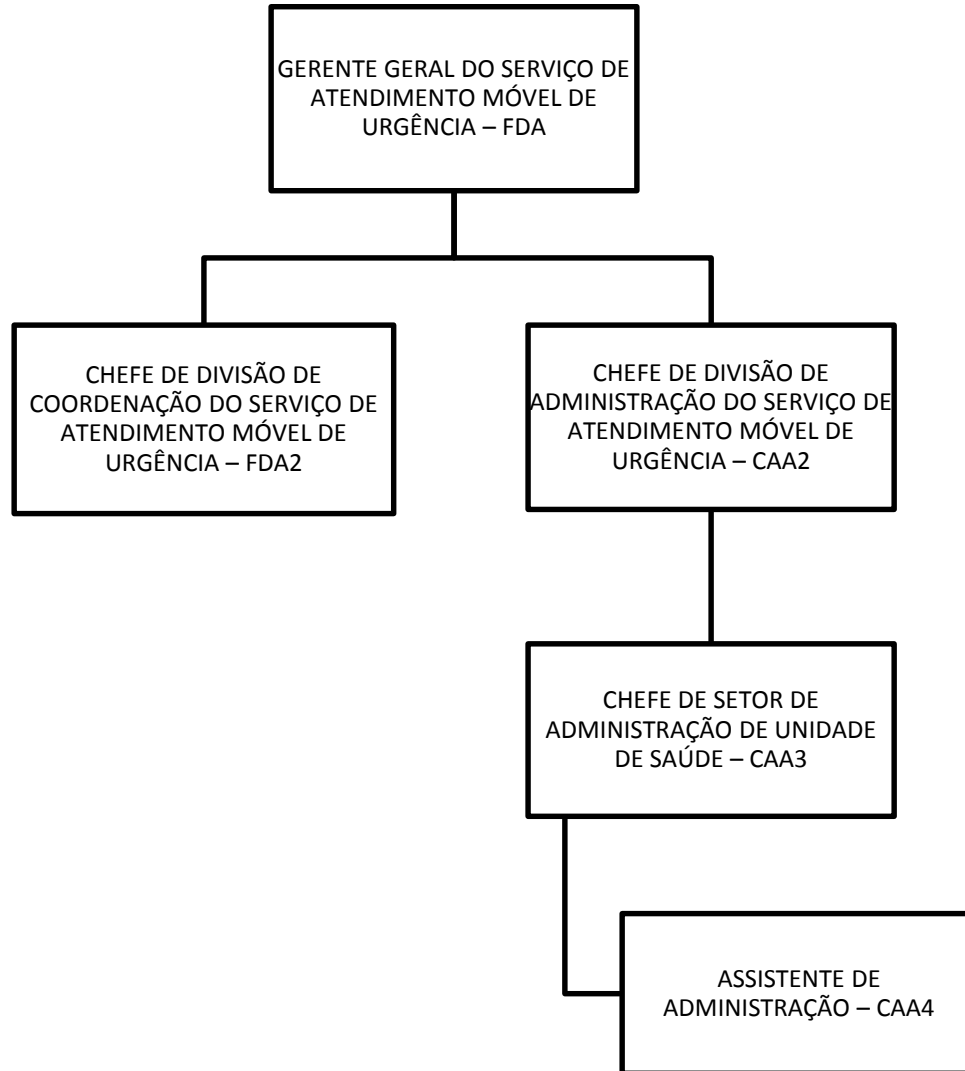 GERENTE GERAL DO SERVIÇO DE
ATENDIMENTO MÓVEL DE
URGÊNCIA – FDA
CHEFE DE DIVISÃO DE
COORDENAÇÃO DO SERVIÇO DE
ATENDIMENTO MÓVEL DE
URGÊNCIA – FDA2
CHEFE DE DIVISÃO DE
ADMINISTRAÇÃO DO SERVIÇO DE
ATENDIMENTO MÓVEL DE
URGÊNCIA – CAA2
CHEFE DE SETOR DE
ADMINISTRAÇÃO DE UNIDADE
DE SAÚDE – CAA3
ASSISTENTE DE
ADMINISTRAÇÃO – CAA4